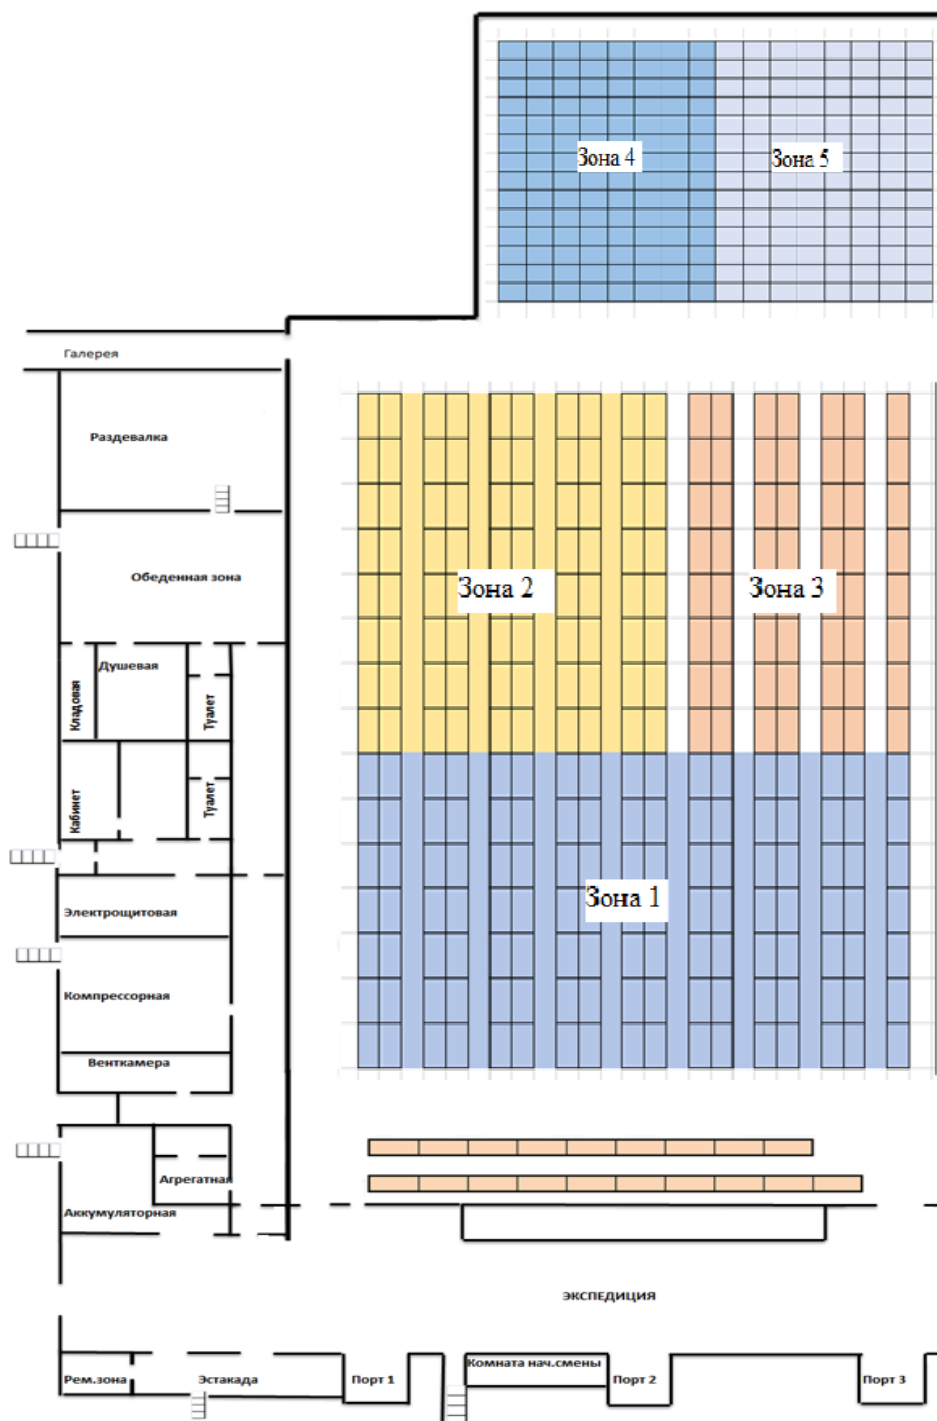 Зона 4
Зона 5
Галерея
Раздевалка
Обеденная зона
Зона 2
Зона 3
Душевая
Кладовая
Туалет
Кабинет
Туалет
Зона 1
Электрощитовая
Компрессорная
Венткамера
Агрегатная
Аккумуляторная
ЭКСПЕДИЦИЯ
Комната нач.смены
Рем.зона
Эстакада
Порт 1
Порт 2
Порт 3